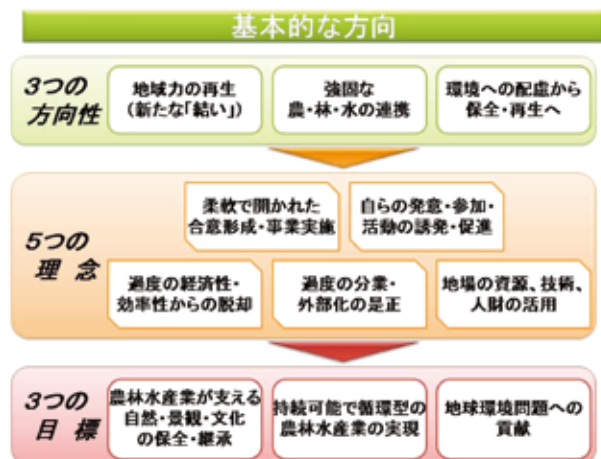 基本的な方向
3つの
方向性
地域力の再生
(新たな｢結い｣)
強固な
農・林・水の連携
環境への配慮から
保全・再生へ
5つの
理 念
柔軟で開かれた
合意形成・事業実施
自らの発意・参加・
活動の誘発・促進
過度の経済性・
効率性からの脱却
過度の分業・
外部化の是正
地場の資源、技術、
人財の活用
3つの
目 標
農林水産業が支える
自然・景観・文化
の保全・継承
持続可能で循環型の
農林水産業の実現
地球環境問題への
貢献